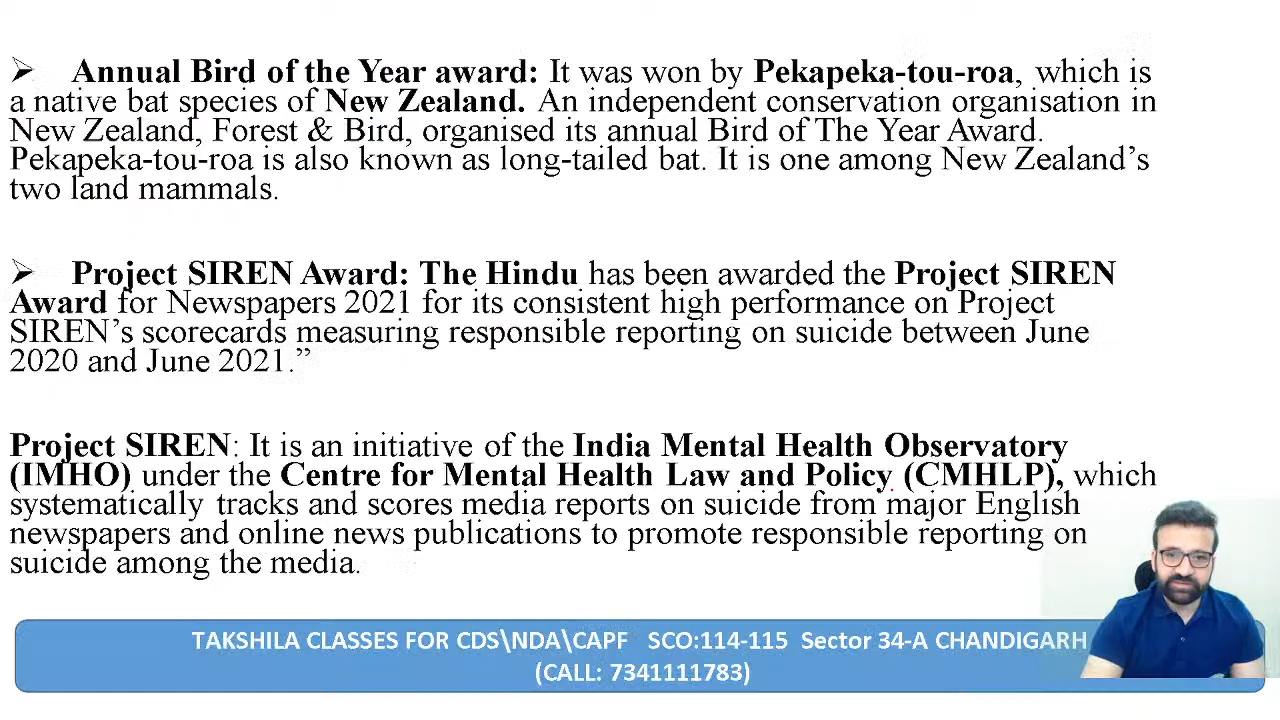 ➢ Annual Bird of the Year award: It was won by Pekapeka-tou-roa, which is
a native bat species of New Zealand. An independent conservation organisation in
New Zealand, Forest & Bird, organised its annual Bird of The Year Award.
Pekapeka-tou-roa is also known as long-tailed bat. It is one among New Zealand’s
two land mammals.
➢ Project SIREN Award: The Hindu has been awarded the Project SIREN
Award for Newspapers 2021 for its consistent high performance on Project
SIREN’s scorecards measuring responsible reporting on suicide between June
2020 and June 2021.”
Project SIREN: It is an initiative of the India Mental Health Observatory
(IMHO) under the Centre for Mental Health Law and Policy (CMHLP), which
systematically tracks and scores media reports on suicide from major English
newspapers and online news publications to promote responsible reporting on
suicide among the media.
TAKSHILA CLASSES FOR CDS\NDA\CAPF SCO:114-115 Sector 34-A CHANDIGARH
(CALL: 7341111783)